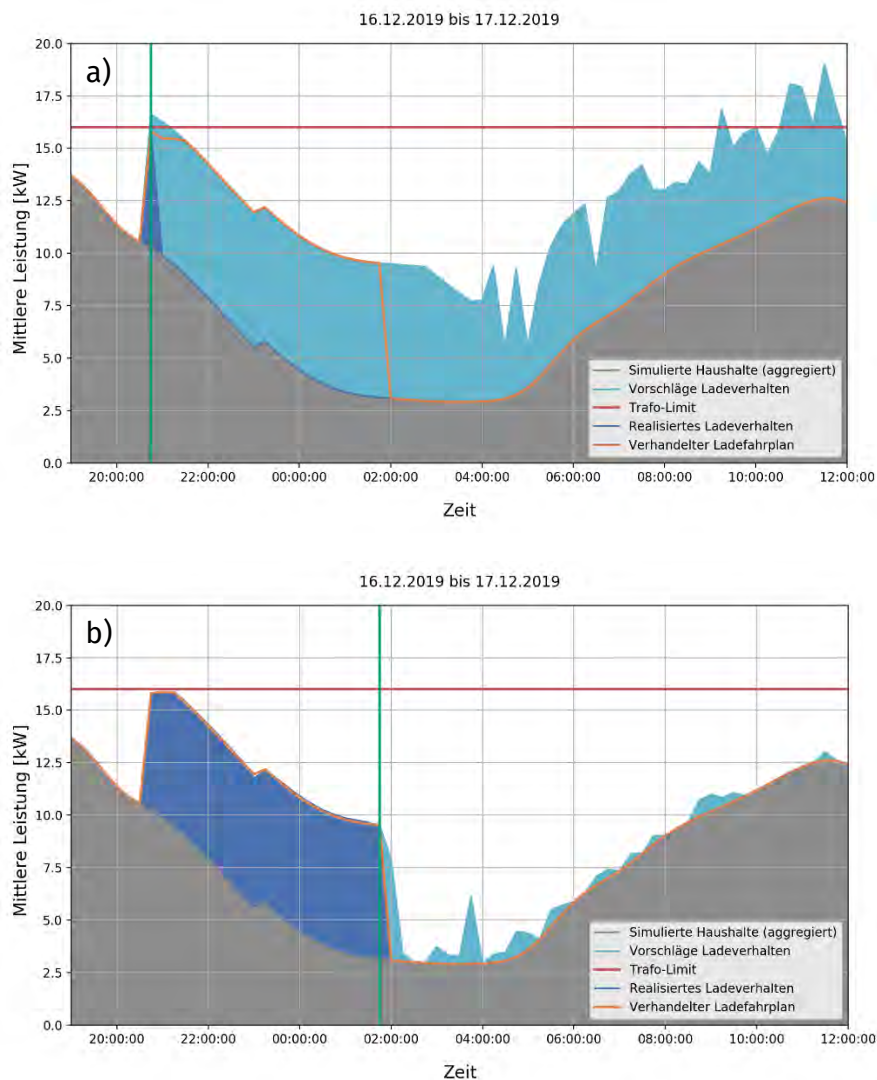 16.12.2019 bis 17.12.2019
a)
Mittlere Leistung [kW]
20.0
17.5
15.0
12.5
10.0
7.5
5.0
2.5
0.0
Simulierte Haushalte (aggregiert)
Vorschläge Ladeverhalten
Trafo-Limit
Realisiertes Ladeverhalten
Verhandelter Ladefahrplan
20:00:00 22:00:00 00:00:00 02:00:00 04:00:00 06:00:00 08:00:00 10:00:00 12:00:00
Zeit
16.12.2019 bis 17.12.2019
b)
Mittlere Leistung [kW]
20.0
17.5
15.0
12.5
10.0
7.5
5.0
2.5
0.0
Simulierte Haushalte (aggregiert)
Vorschläge Ladeverhalten
Trafo-Limit
Realisiertes Ladeverhalten
Verhandelter Ladefahrplan
20:00:00 22:00:00 00:00:00 02:00:00 04:00:00 06:00:00 08:00:00 10:00:00 12:00:00
Zeit